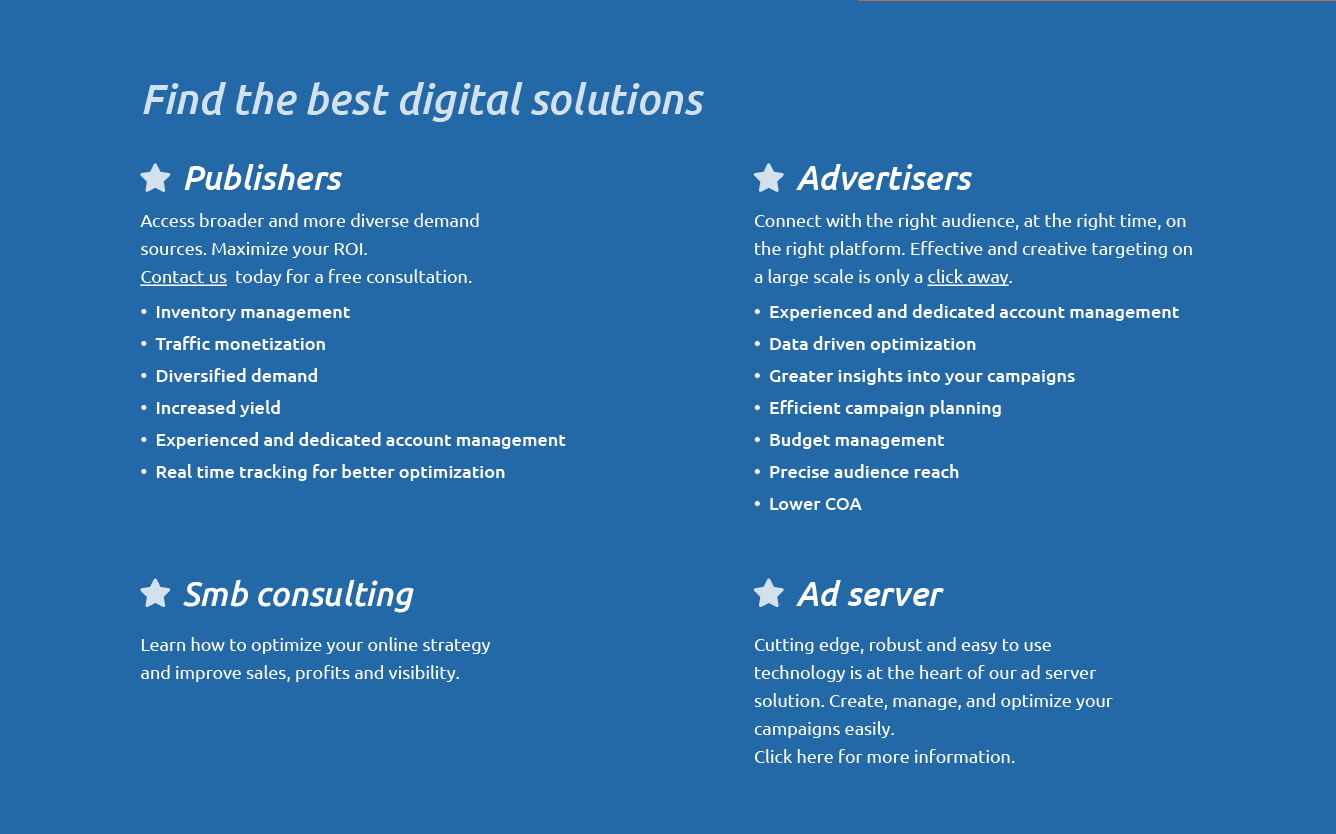 Find the best digital solutions
Publishers
Access broader and more diverse demand
sources. Maximize your ROI.
Contact us today for a free consultation.
• Inventory management
• Traffic monetization
• Diversified demand
• Increased yield
• Experienced and dedicated account management
• Real time tracking for better optimization
Advertisers
Connect with the right audience, at the right time, on
the right platform. Effective and creative targeting on
a large scale is only a click away.
• Experienced and dedicated account management
• Data driven optimization
• Greater insights into your campaigns
• Efficient campaign planning
• Budget management
• Precise audience reach
• Lower COA
Smb consulting
Learn how to optimize your online strategy
and improve sales, profits and visibility.
Ad server
Cutting edge, robust and easy to use
technology is at the heart of our ad server
solution. Create, manage, and optimize your
campaigns easily.
Click here for more information.